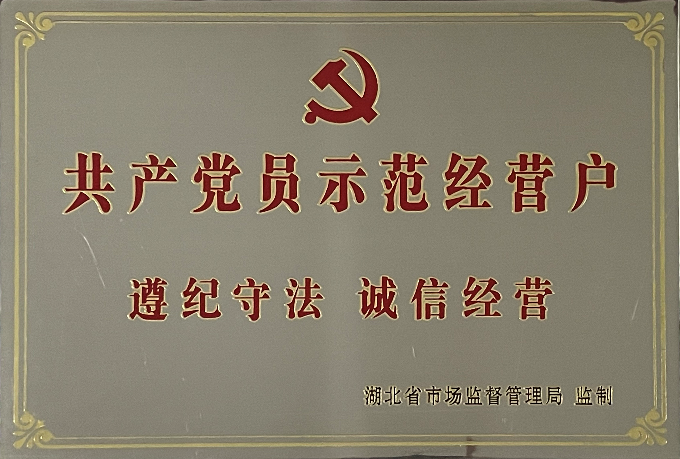 共产党员示范经营户
遵纪守法 诚信经营
湖北省市场监督管理局 监制